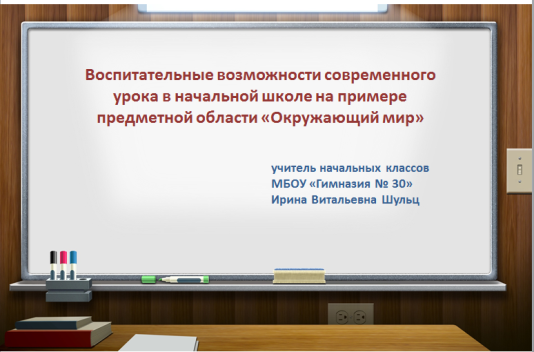 Воспитательные возможности современного
урока в начальной школе на примере
предметной области «Окружающий мир»
учитель начальных классов
МБОУ «Гимназия № 30»
Ирина Витальевна Шульц